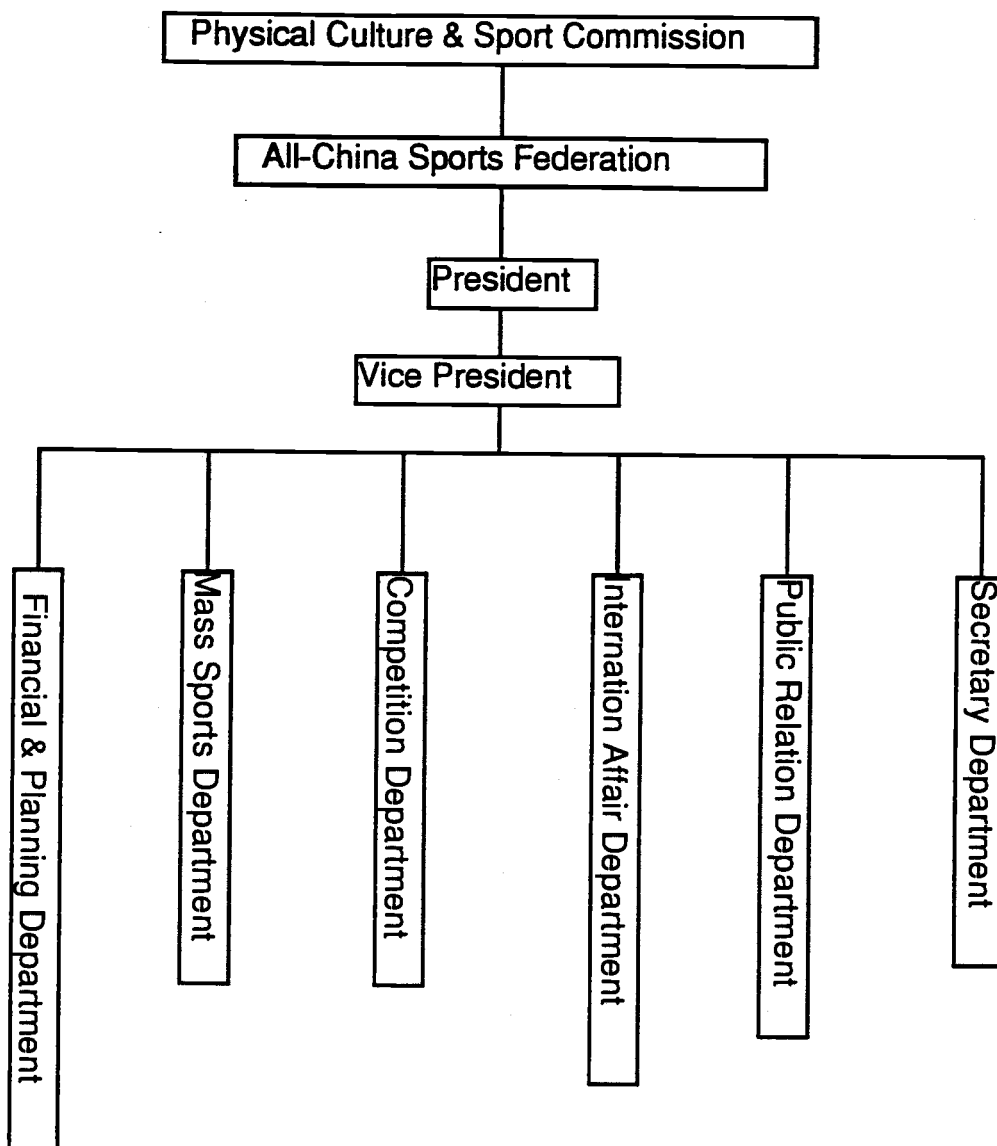 Physical Culture & Sport Commission
All-China Sports Federation
President
Vice President
Financial & Planning Department
Mass Sports Department
Competition Department
Internation Affair Department
Public Relation Department
Secretary Department